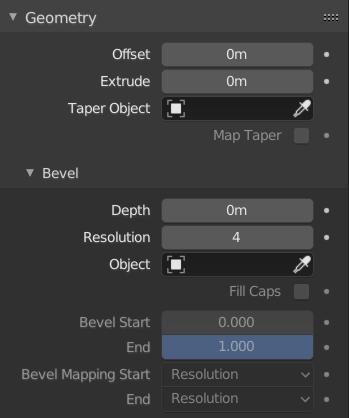 Geometry
Offset 0m
Extrude 0m
Taper Object
Map Taper
Bevel
Depth 0m
Resolution 4
Object
Fill Caps
Bevel Start 0.000
End 1.000
Bevel Mapping Start Resolution
End Resolution